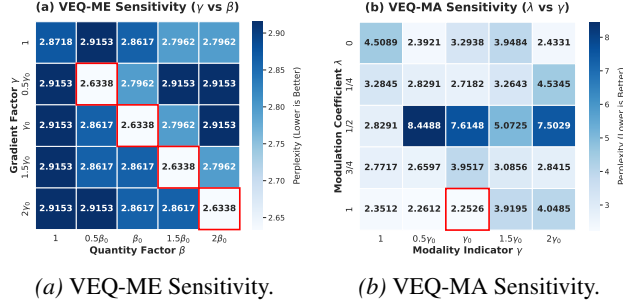 (a) VEQ-ME Sensitivity (γ vs β)
Gradient Factor γ
1 2.8718 2.9153 2.8617 2.7962 2.7962
0.5γ₀ 2.9153 2.6338 2.7962 2.9153 2.9153
γ₀ 2.9153 2.8617 2.6338 2.7962 2.9153
1.5γ₀ 2.9153 2.8617 2.8617 2.6338 2.7962
2γ₀ 2.9153 2.9153 2.8617 2.8617 2.6338
1 0.5β₀ β₀ 1.5β₀ 2β₀
Quantity Factor β
2.90
2.85
2.80
2.75
2.70
2.65
Perplexity (Lower is Better)
(b) VEQ-MA Sensitivity (λ vs γ)
Modulation Coefficient λ
0 4.5089 2.3921 3.2938 3.9484 2.4331
1/4 3.2845 2.8291 2.7182 3.2643 4.5345
1/2 2.8291 8.4488 7.6148 5.0725 7.5029
3/4 2.7717 2.6597 3.9517 3.0856 2.8415
1 2.3512 2.2612 2.2526 3.9195 4.0485
1 0.5γ₀ γ₀ 1.5γ₀ 2γ₀
Modality Indicator γ
8
7
6
5
4
3
Perplexity (Lower is Better)
(a) VEQ-ME Sensitivity.
(b) VEQ-MA Sensitivity.